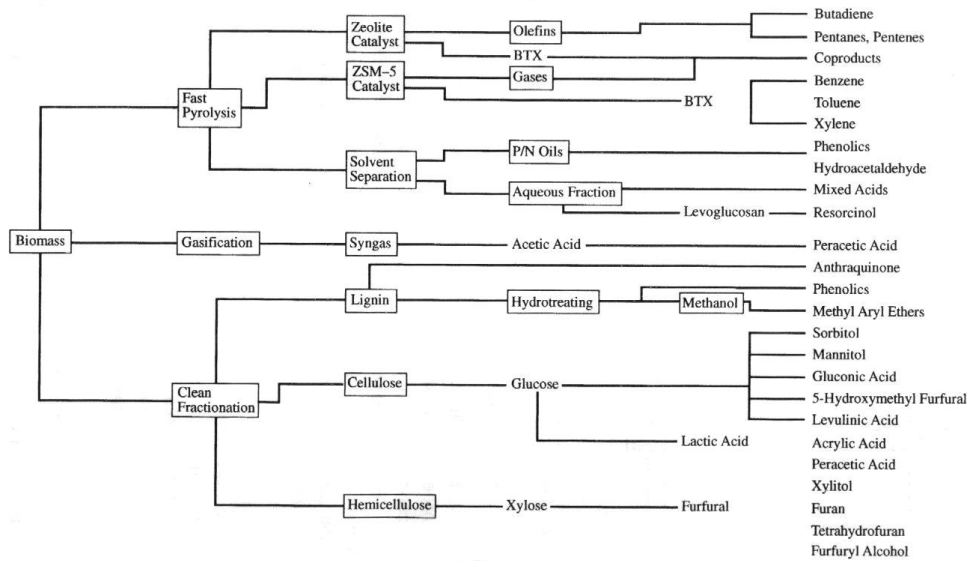 Butadiene
Zeolite
Catalyst
Olefins
Pentanes, Pentenes
BTX
Coproducts
ZSM–5
Catalyst
Gases
Benzene
Fast
Pyrolysis
BTX
Toluene
Xylene
P/N Oils
Phenolics
Solvent
Separation
Hydroacetaldehyde
Aqueous Fraction
Mixed Acids
Levoglucosan
Resorcinol
Biomass
Gasification
Syngas
Acetic Acid
Peracetic Acid
Anthraquinone
Lignin
Hydrotreating
Phenolics
Methanol
Methyl Aryl Ethers
Sorbitol
Mannitol
Clean
Fractionation
Cellulose
Glucose
Gluconic Acid
5-Hydroxymethyl Furfural
Levulinic Acid
Lactic Acid
Acrylic Acid
Peracetic Acid
Xylitol
Hemicellulose
Xylose
Furfural
Furan
Tetrahydrofuran
Furfuryl Alcohol